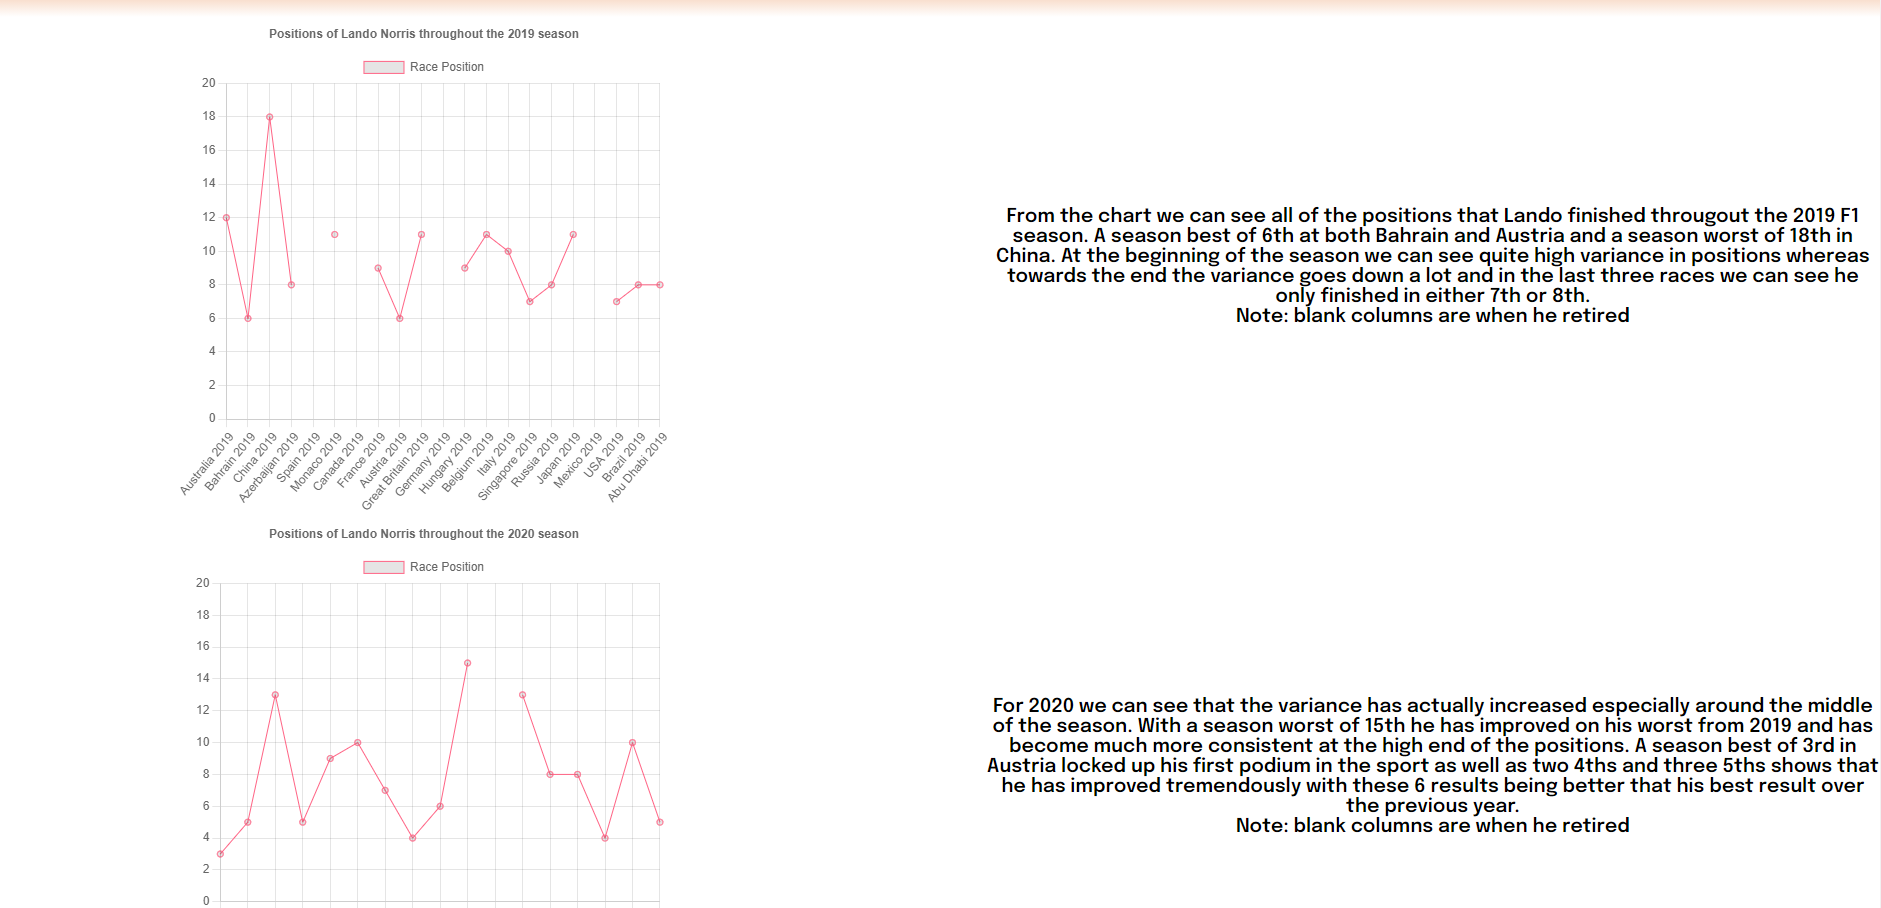 Positions of Lando Norris throughout the 2019 season
Race Position
20
18
16
14
12
10
8
6
4
2
0
Australia 2019
Bahrain 2019
China 2019
Azerbaijan 2019
Spain 2019
Monaco 2019
Canada 2019
France 2019
Austria 2019
Great Britain 2019
Germany 2019
Hungary 2019
Belgium 2019
Italy 2019
Singapore 2019
Russia 2019
Japan 2019
Mexico 2019
USA 2019
Brazil 2019
Abu Dhabi 2019
From the chart we can see all of the positions that Lando finished througout the 2019 F1
season. A season best of 6th at both Bahrain and Austria and a season worst of 18th in
China. At the beginning of the season we can see quite high variance in positions whereas
towards the end the variance goes down a lot and in the last three races we can see he
only finished in either 7th or 8th.
Note: blank columns are when he retired
Positions of Lando Norris throughout the 2020 season
Race Position
20
18
16
14
12
10
8
6
4
2
0
For 2020 we can see that the variance has actually increased especially around the middle
of the season. With a season worst of 15th he has improved on his worst from 2019 and has
become much more consistent at the high end of the positions. A season best of 3rd in
Austria locked up his first podium in the sport as well as two 4ths and three 5ths shows that
he has improved tremendously with these 6 results being better that his best result over
the previous year.
Note: blank columns are when he retired